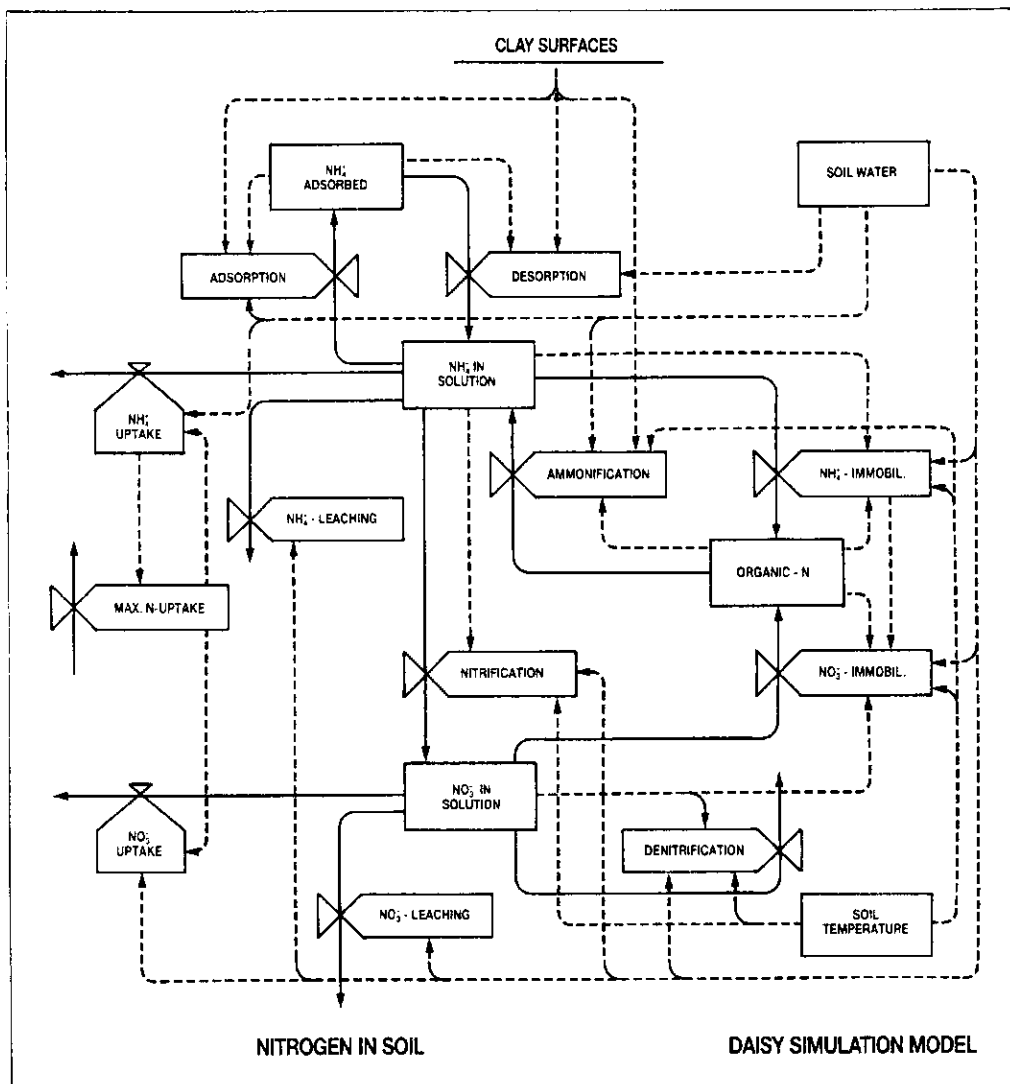 CLAY SURFACES
NH₄⁺
ADSORBED
SOIL WATER
ADSORPTION
DESORPTION
NH₄⁺ IN
SOLUTION
NH₄⁺
UPTAKE
AMMONIFICATION
NH₄⁺ - IMMOBIL.
NH₄⁺ - LEACHING
ORGANIC - N
MAX. N-UPTAKE
NITRIFICATION
NO₃⁻ - IMMOBIL.
NO₃⁻ IN
SOLUTION
NO₃⁻
UPTAKE
DENITRIFICATION
NO₃⁻ - LEACHING
SOIL
TEMPERATURE
NITROGEN IN SOIL
DAISY SIMULATION MODEL